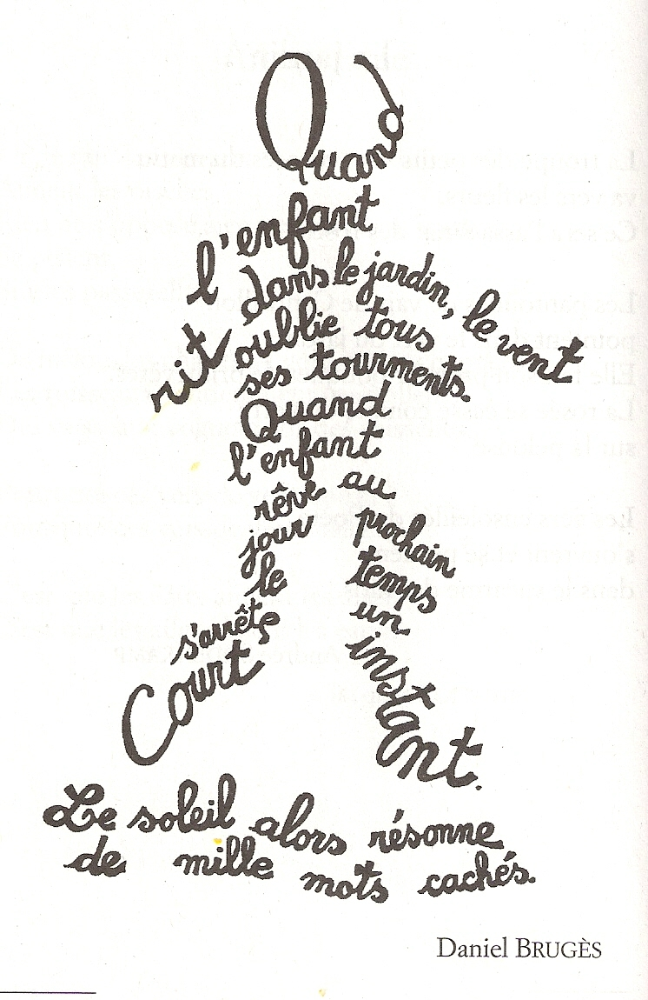 Quand
l'enfant
rit dans le jardin, le vent
oublie tous
ses tourments.
Quand
l'enfant
rêve au
jour prochain
le temps
s'arrête un
court instant.
Le soleil alors résonne
de mille mots cachés.
Daniel BRUGÈS